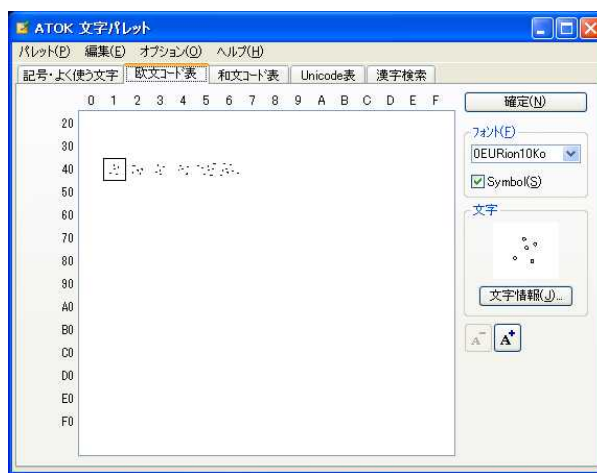 ATOK 文字パレット
パレット(P) 編集(E) オプション(O) ヘルプ(H)
記号・よく使う文字 欧文コード表 和文コード表 Unicode表 漢字検索
0 1 2 3 4 5 6 7 8 9 A B C D E F
確定(N)
20
30
40
50
60
70
80
90
A0
B0
C0
D0
E0
F0
フォント(F)
0EURion10Ko
Symbol(S)
文字
文字情報(J)...
A- A+